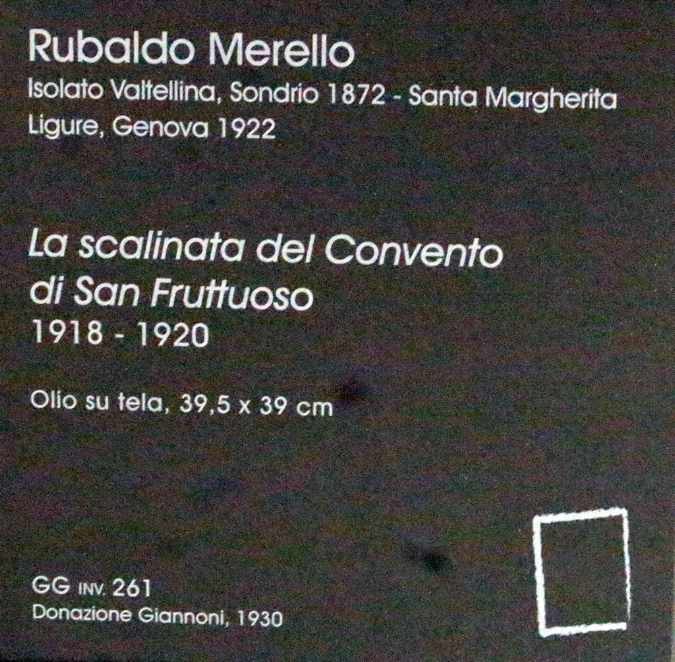 Rubaldo Merello
Isolato Valtellina, Sondrio 1872 - Santa Margherita
Ligure, Genova 1922
La scalinata del Convento
di San Fruttuoso
1918 - 1920
Olio su tela, 39,5 x 39 cm
GG INV. 261
Donazione Giannoni, 1930